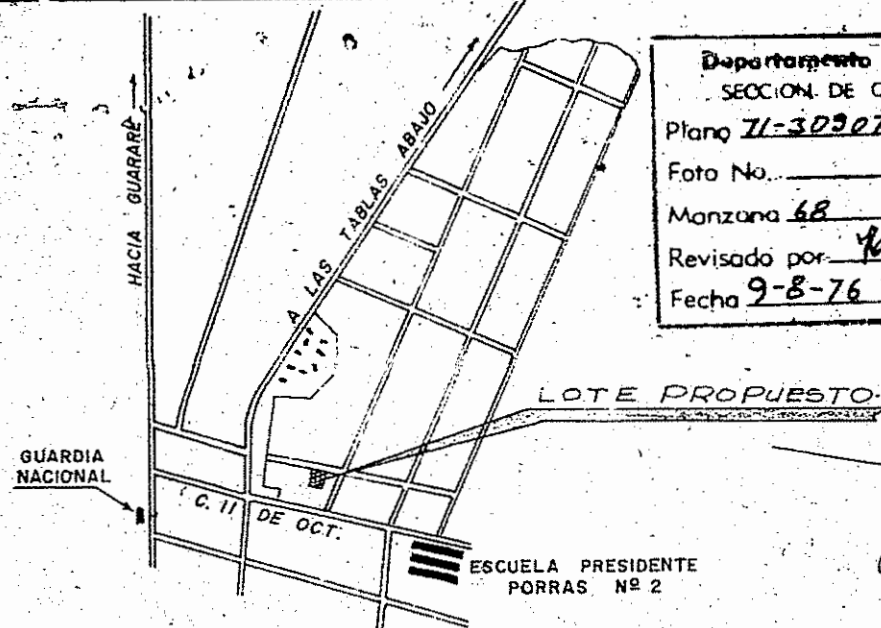 Departamento
SECCION DE C
Plano 71-30907
Foto No.
Manzana 68
Revisado por
Fecha 9-8-76
HACIA GUARARE
A LAS TABLAS ABAJO
LOTE PROPUESTO
GUARDIA
NACIONAL
C. 11 DE OCT.
ESCUELA PRESIDENTE
PORRAS Nº 2